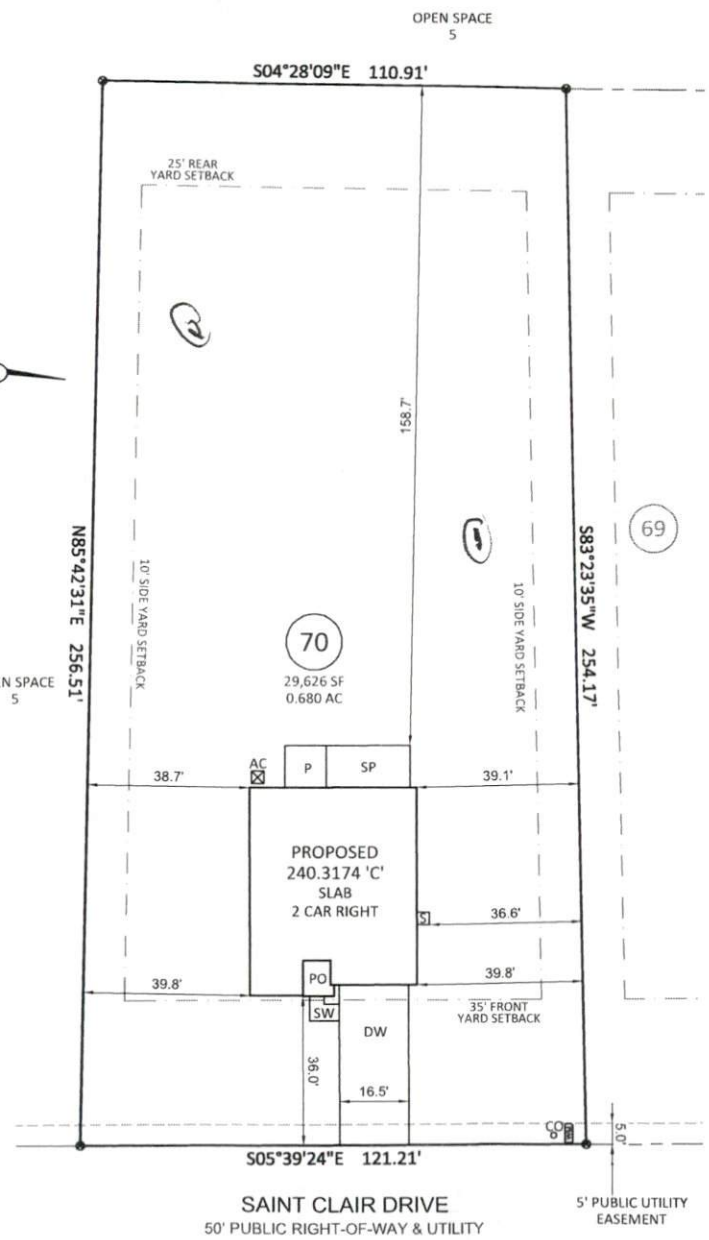 OPEN SPACE
5
S04°28'09"E 110.91'
25' REAR
YARD SETBACK
2
158.7'
1
N85°42'31"E 256.51'
S83°23'35"W 254.17'
69
10' SIDE YARD SETBACK
10' SIDE YARD SETBACK
70
29,626 SF
0.680 AC
N SPACE
5
AC
P
SP
38.7'
39.1'
PROPOSED
240.3174 'C'
SLAB
2 CAR RIGHT
S
36.6'
39.8'
PO
39.8'
SW
35' FRONT
YARD SETBACK
DW
36.0'
16.5'
CO
5.0'
S05°39'24"E 121.21'
SAINT CLAIR DRIVE
50' PUBLIC RIGHT-OF-WAY & UTILITY
5' PUBLIC UTILITY
EASEMENT